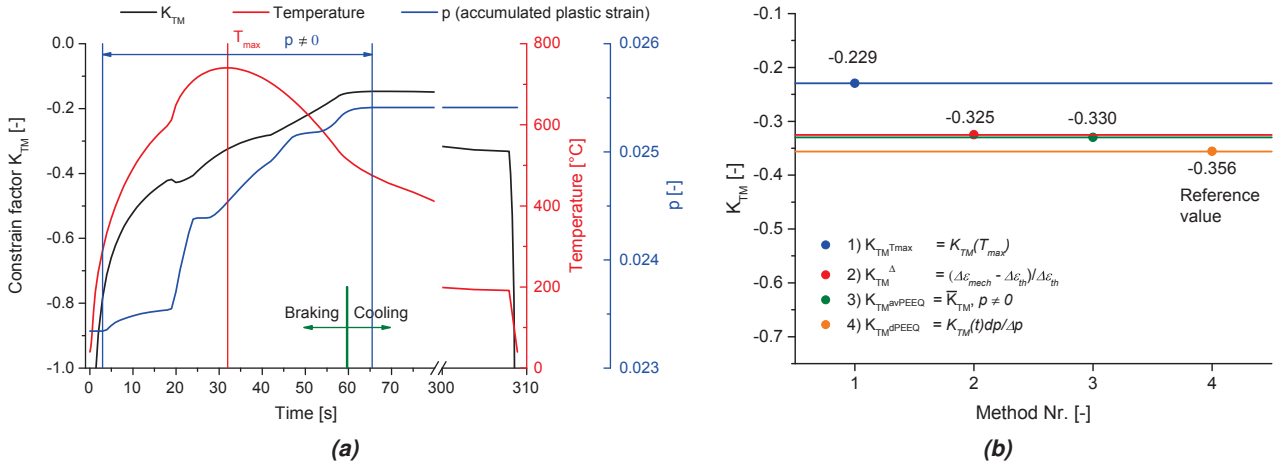 K_TM Temperature p (accumulated plastic strain)
T_max p ≠ 0
0.0 800 0.026
-0.2 600 0.025
-0.4 400 0.024
-0.6 200 0.023
-0.8 0
-1.0
Constrain factor K_TM [-]
Temperature [°C]
p [-]
Braking Cooling
0 10 20 30 40 50 60 70 300 310
Time [s]
(a)
-0.1
-0.2
-0.3
-0.4
-0.5
-0.6
-0.7
K_TM [-]
-0.229
-0.325
-0.330
-0.356
Reference
value
1) K_TM^Tmax = K_TM(T_max)
2) K_TM^Δ = (Δε_mech - Δε_th)/Δε_th
3) K_TM^avPEEQ = K̅_TM, p ≠ 0
4) K_TM^dPEEQ = K_TM(t)dp/Δp
1 2 3 4
Method Nr. [-]
(b)